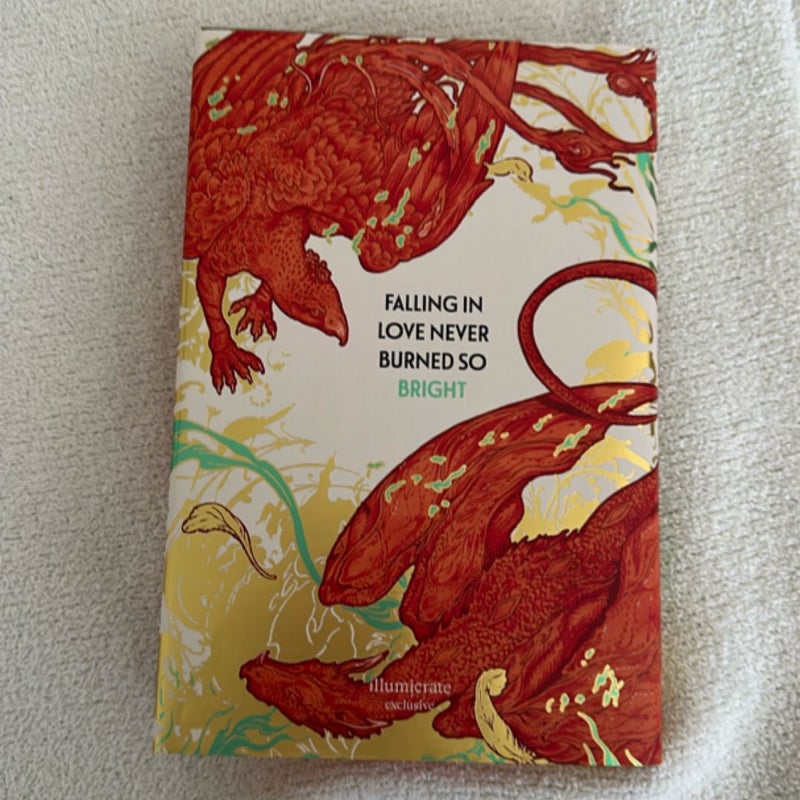 FALLING IN
LOVE NEVER
BURNED SO
BRIGHT
illumicrate
exclusive